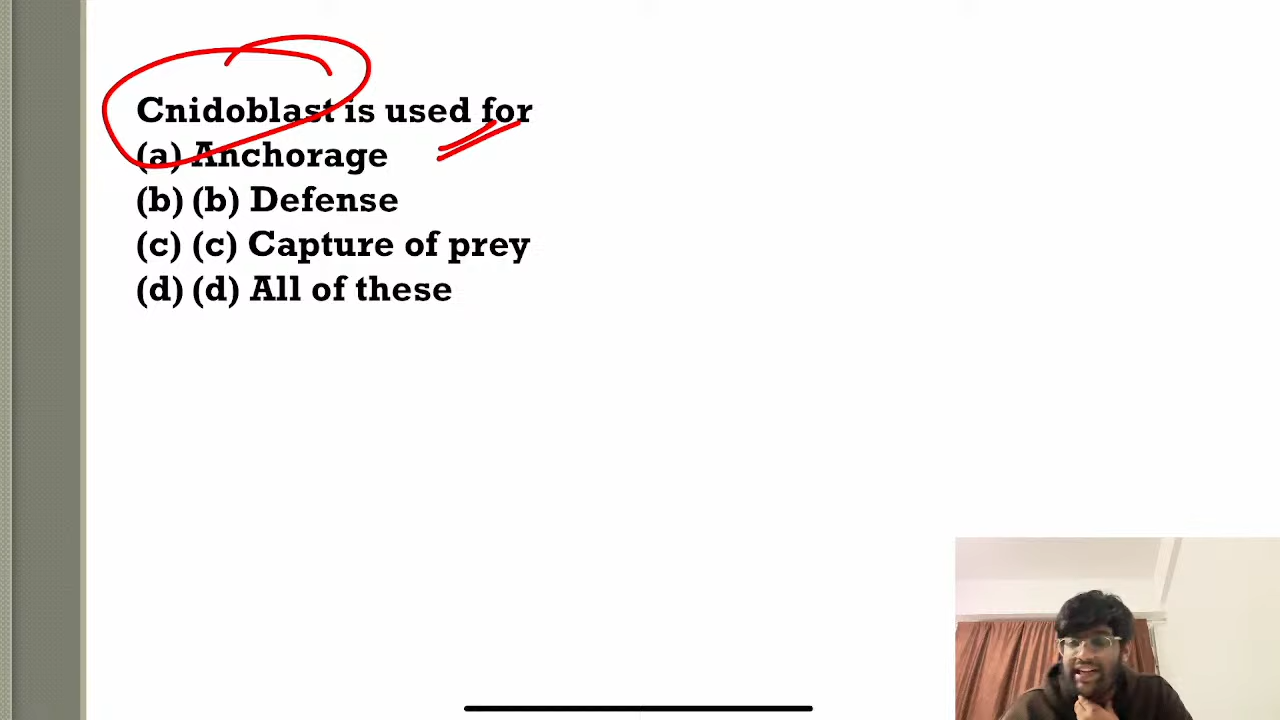 Cnidoblast is used for
(a) Anchorage
(b) (b) Defense
(c) (c) Capture of prey
(d) (d) All of these